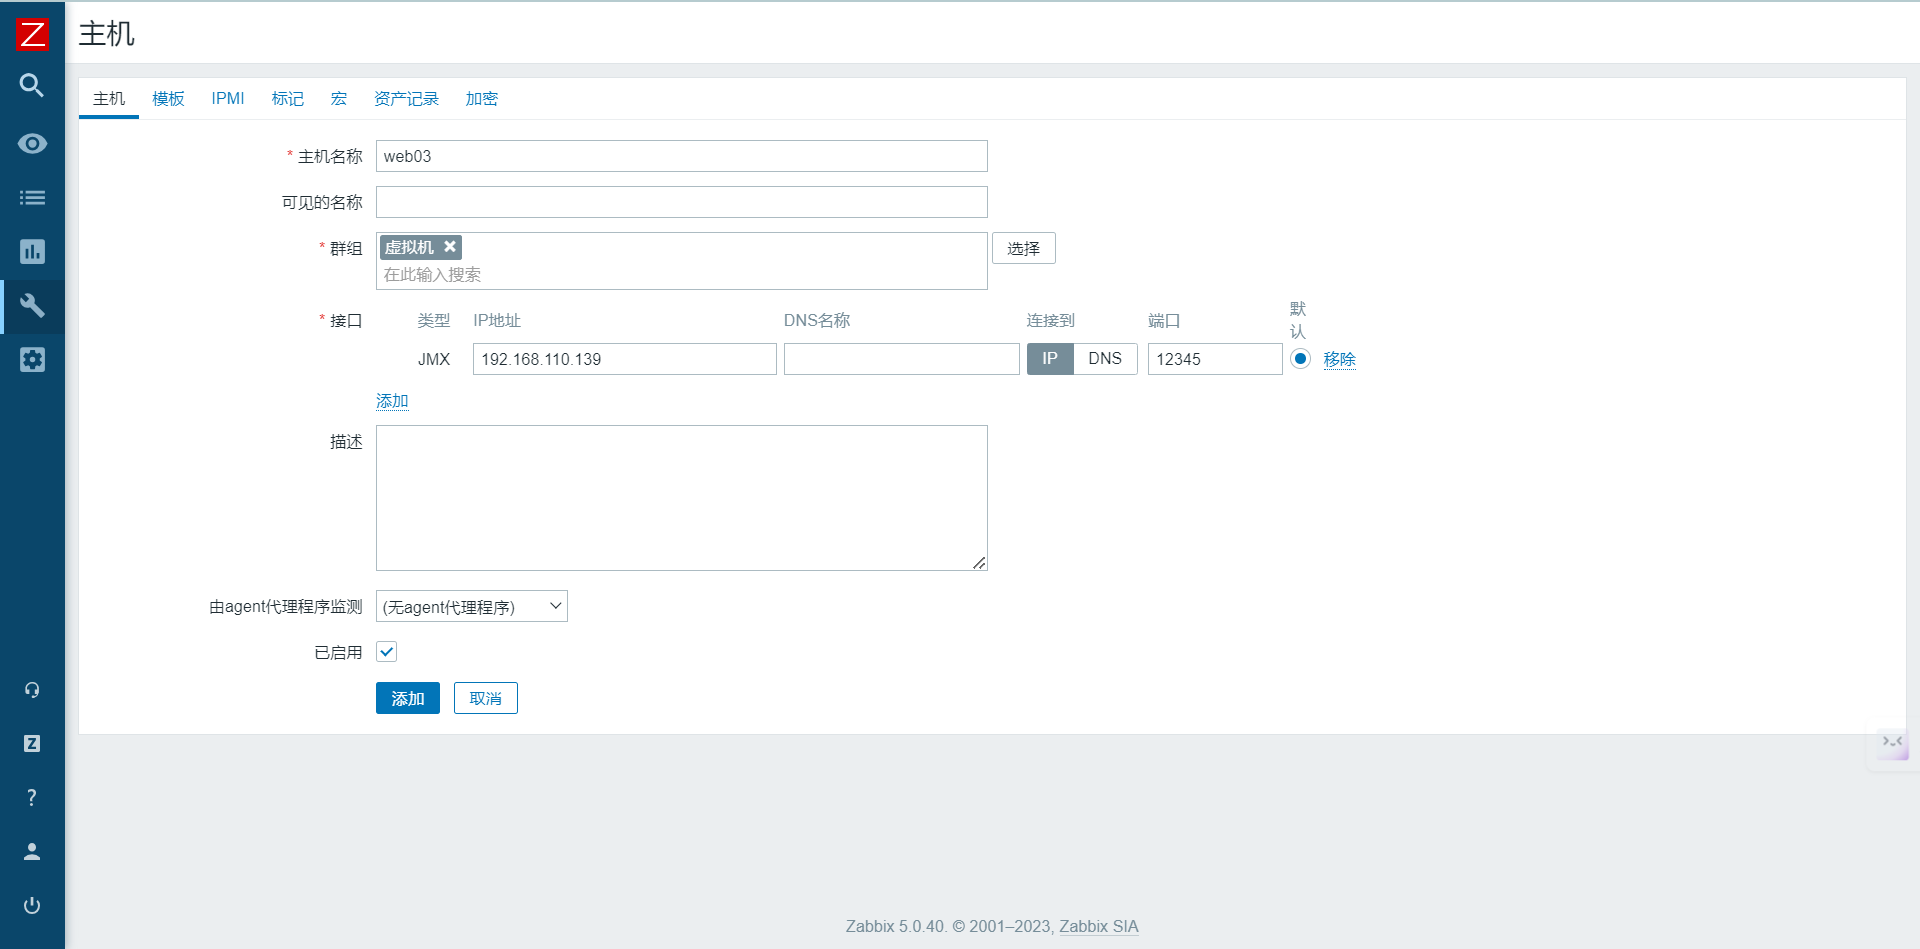 Z
主机
主机 模板 IPMI 标记 宏 资产记录 加密
* 主机名称 web03
可见的名称
* 群组 虚拟机 选择
在此输入搜索
* 接口 类型 IP地址 DNS名称 连接到 端口 默认
JMX 192.168.110.139 IP DNS 12345 移除
添加
描述
由agent代理程序监测 (无agent代理程序)
已启用
添加 取消
Z
?
Zabbix 5.0.40. © 2001–2023, Zabbix SIA